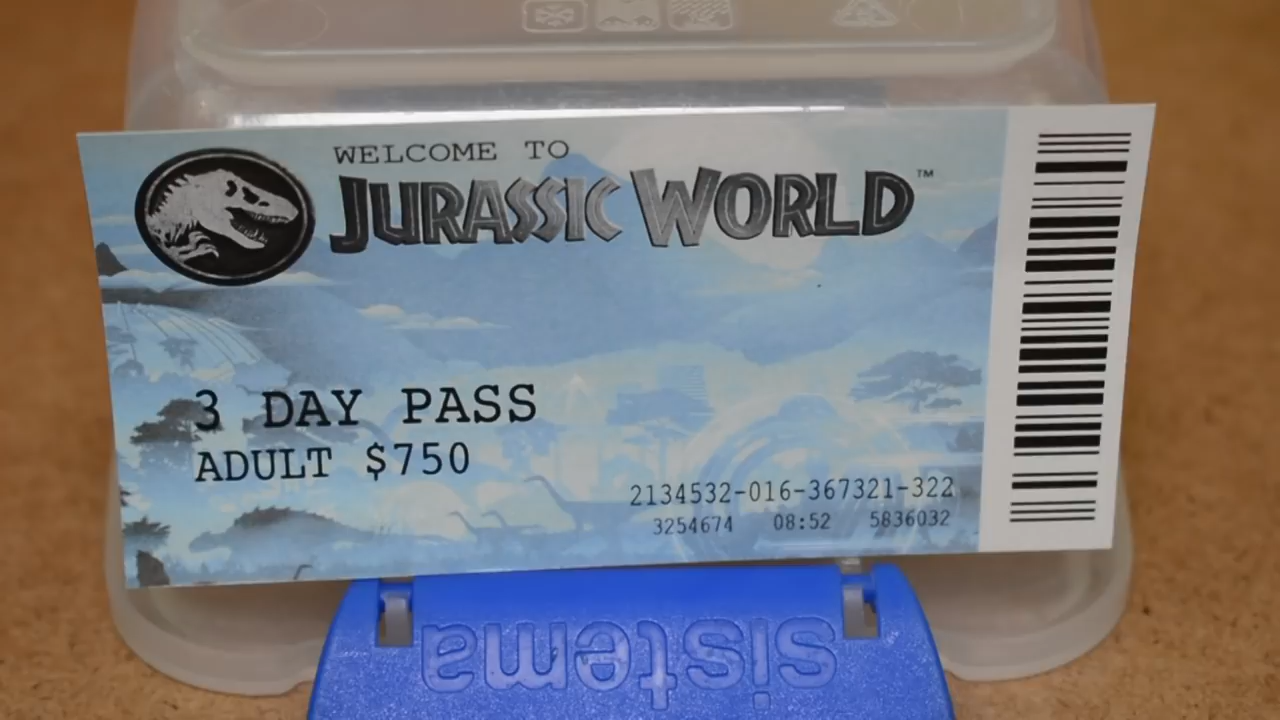 WELCOME TO
JURASSIC WORLD™
3 DAY PASS
ADULT $750
2134532-016-367321-322
3254674 08:52 5836032
sistema